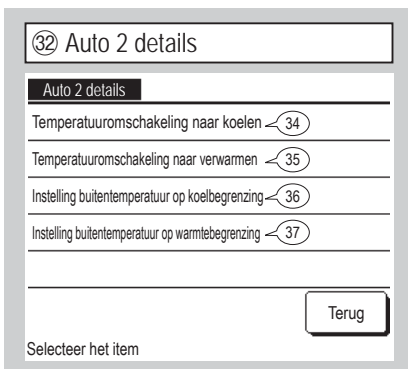 ㉜ Auto 2 details
Auto 2 details
Temperatuuromschakeling naar koelen 34
Temperatuuromschakeling naar verwarmen 35
Instelling buitentemperatuur op koelbegrenzing 36
Instelling buitentemperatuur op warmtebegrenzing 37
Terug
Selecteer het item